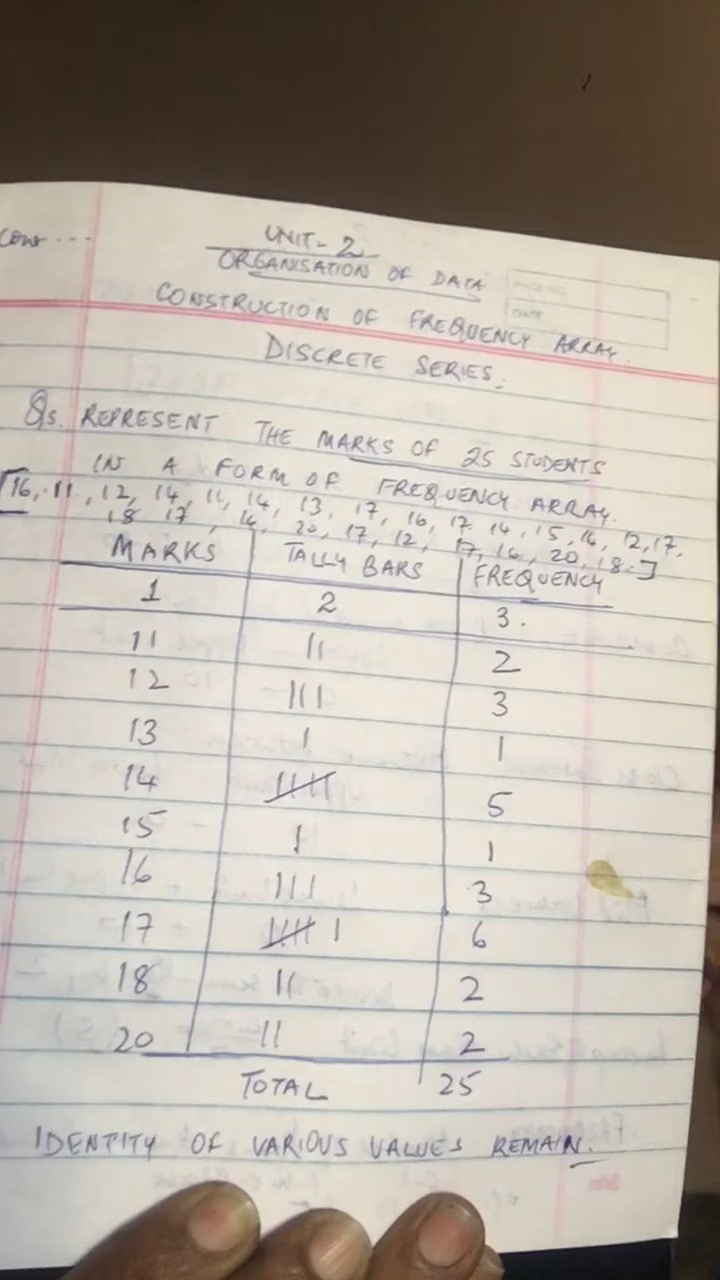 UNIT-2
ORGANISATION OF DATA
CONSTRUCTION OF FREQUENCY ARRAY.
DISCRETE SERIES.
Qs. REPRESENT THE MARKS OF 25 STUDENTS
IN A FORM OF FREQUENCY ARRAY.
[16, 11, 12, 14, 11, 14, 13, 17, 16, 17, 14, 15, 14, 12, 17,
18 17, 14, 20, 17, 12, 17, 16, 20, 18.]
MARKS TALLY BARS FREQUENCY
1 2 3.
11 || 2
12 ||| 3
13 | 1
14 ||||| 5
15 | 1
16 ||| 3
17 ||||| | 6
18 || 2
20 || 2
TOTAL 25
IDENTITY OF VARIOUS VALUES REMAIN.